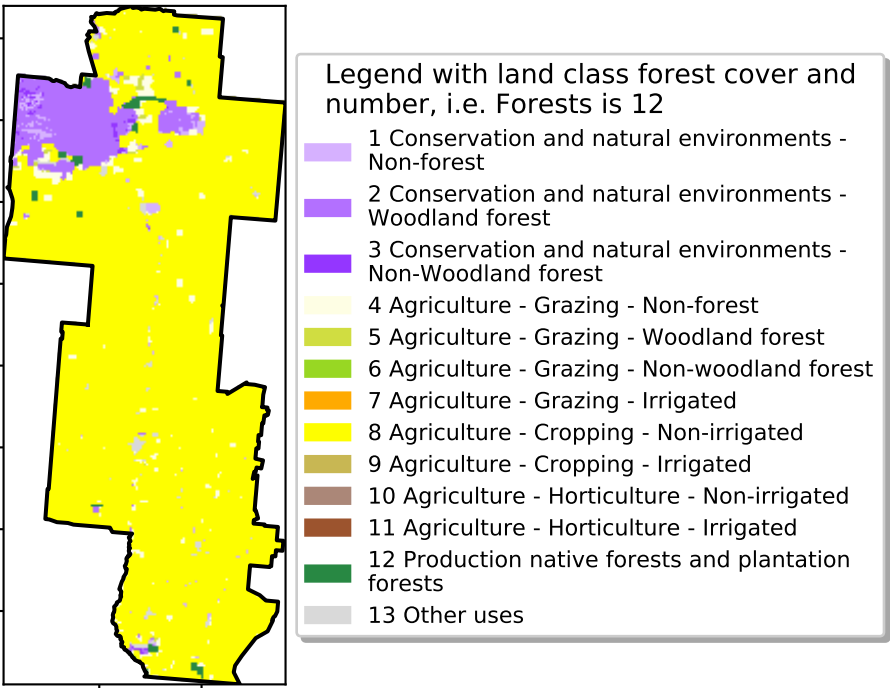 Legend with land class forest cover and
number, i.e. Forests is 12
1 Conservation and natural environments -
Non-forest
2 Conservation and natural environments -
Woodland forest
3 Conservation and natural environments -
Non-Woodland forest
4 Agriculture - Grazing - Non-forest
5 Agriculture - Grazing - Woodland forest
6 Agriculture - Grazing - Non-woodland forest
7 Agriculture - Grazing - Irrigated
8 Agriculture - Cropping - Non-irrigated
9 Agriculture - Cropping - Irrigated
10 Agriculture - Horticulture - Non-irrigated
11 Agriculture - Horticulture - Irrigated
12 Production native forests and plantation
forests
13 Other uses